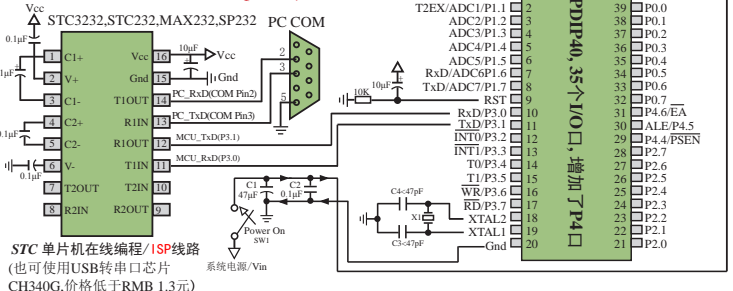 STC3232,STC232,MAX232,SP232
PC COM
Vcc
0.1μF
1 C1+
2 V+
3 C1-
4 C2+
5 C2-
6 V-
7 T2OUT
8 R2IN
Vcc 16
Gnd 15
T1OUT 14
R1IN 13
R1OUT 12
T1IN 11
T2IN 10
R2OUT 9
0.1μF
10μF
Vcc
Gnd
PC_RxD(COM Pin2)
PC_TxD(COM Pin3)
MCU_TxD(P3.1)
MCU_RxD(P3.0)
2
3
5
10μF
10K
C1
47μF
C2
0.1μF
Power On
SW1
系统电源/Vin
C4<47pF
X1
C3<47pF
T2EX/ADC1/P1.1 2
ADC2/P1.2 3
ADC3/P1.3 4
ADC4/P1.4 5
ADC5/P1.5 6
RxD/ADC6P1.6 7
TxD/ADC7/P1.7 8
RST 9
RxD/P3.0 10
TxD/P3.1 11
INT0/P3.2 12
INT1/P3.3 13
T0/P3.4 14
T1/P3.5 15
WR/P3.6 16
RD/P3.7 17
XTAL2 18
XTAL1 19
Gnd 20
PDIP40, 35个I/O口,增加了P4口
39 P0.0
38 P0.1
37 P0.2
36 P0.3
35 P0.4
34 P0.5
33 P0.6
32 P0.7
31 P4.6/EA
30 ALE/P4.5
29 P4.4/PSEN
28 P2.7
27 P2.6
26 P2.5
25 P2.4
24 P2.3
23 P2.2
22 P2.1
21 P2.0
STC 单片机在线编程/ISP线路
(也可使用USB转串口芯片
CH340G,价格低于RMB 1.3元)